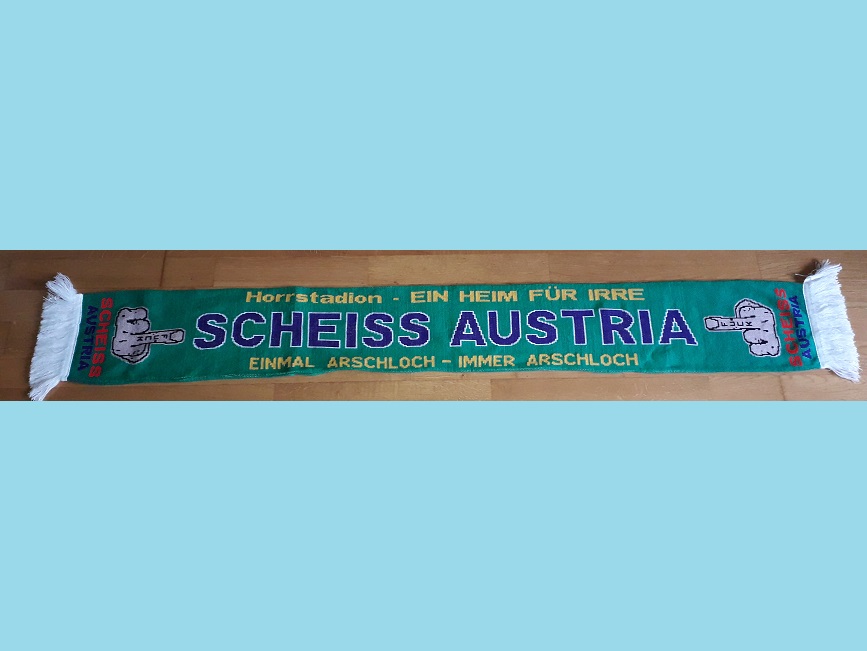 Horrstadion - EIN HEIM FÜR IRRE
SCHEISS AUSTRIA
EINMAL ARSCHLOCH - IMMER ARSCHLOCH
SCHEISS
AUSTRIA
SCHEISS
AUSTRIA